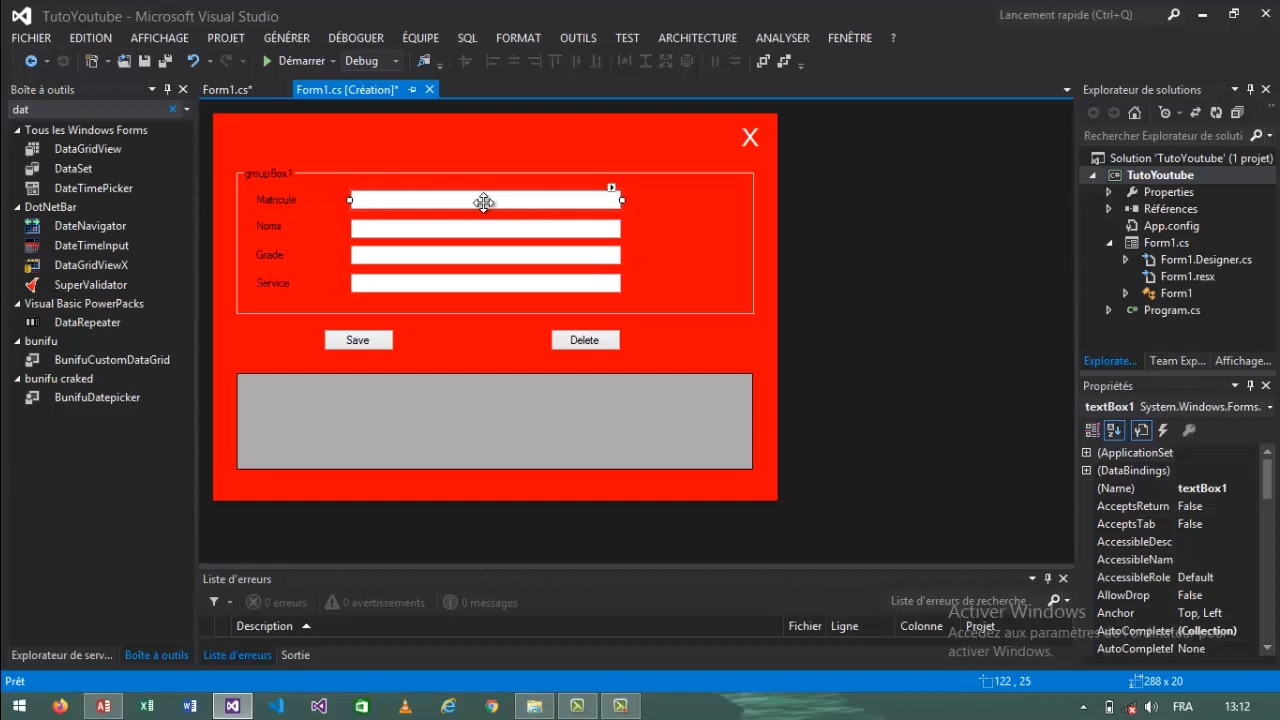 TutoYoutube - Microsoft Visual Studio
Lancement rapide (Ctrl+Q)
FICHIER EDITION AFFICHAGE PROJET GÉNÉRER DÉBOGUER ÉQUIPE SQL FORMAT OUTILS TEST ARCHITECTURE ANALYSER FENÊTRE ?
Démarrer Debug
Boîte à outils
Form1.cs* Form1.cs [Création]*
Explorateur de solutions
dat
Tous les Windows Forms
DataGridView
DataSet
DateTimePicker
DotNetBar
DateNavigator
DateTimeInput
DataGridViewX
SuperValidator
Visual Basic PowerPacks
DataRepeater
bunifu
BunifuCustomDataGrid
bunifu craked
BunifuDatepicker
X
groupBox1
Matricule
Noms
Grade
Service
Save Delete
Rechercher Explorateur de soluti
Solution 'TutoYoutube' (1 projet)
TutoYoutube
Properties
Références
App.config
Form1.cs
Form1.Designer.cs
Form1.resx
Form1
Program.cs
Explorate... Team Exp... Affichage...
Propriétés
textBox1 System.Windows.Forms.
(ApplicationSet
(DataBindings)
(Name) textBox1
AcceptsReturn False
AcceptsTab False
AccessibleDesc
AccessibleNam
AccessibleRole Default
AllowDrop False
Anchor Top, Left
AutoComplete( (Collection)
AutoCompletel None
Liste d'erreurs
0 erreurs 0 avertissements 0 messages
Liste d'erreurs de recherche
Description Fichier Ligne Colonne Projet
Activer Windows
Accédez aux paramètres
activer Windows.
Explorateur de serv... Boîte à outils Liste d'erreurs Sortie
Prêt 122 , 25 288 x 20
FRA 13:12